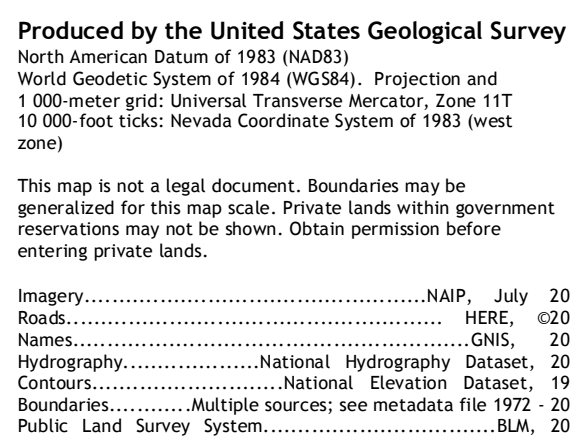 Produced by the United States Geological Survey
North American Datum of 1983 (NAD83)
World Geodetic System of 1984 (WGS84). Projection and
1 000-meter grid: Universal Transverse Mercator, Zone 11T
10 000-foot ticks: Nevada Coordinate System of 1983 (west
zone)
This map is not a legal document. Boundaries may be
generalized for this map scale. Private lands within government
reservations may not be shown. Obtain permission before
entering private lands.
Imagery..................................................NAIP, July 20
Roads....................................................... HERE, ©20
Names..........................................................GNIS, 20
Hydrography....................National Hydrography Dataset, 20
Contours............................National Elevation Dataset, 19
Boundaries............Multiple sources; see metadata file 1972 - 20
Public Land Survey System..................................BLM, 20